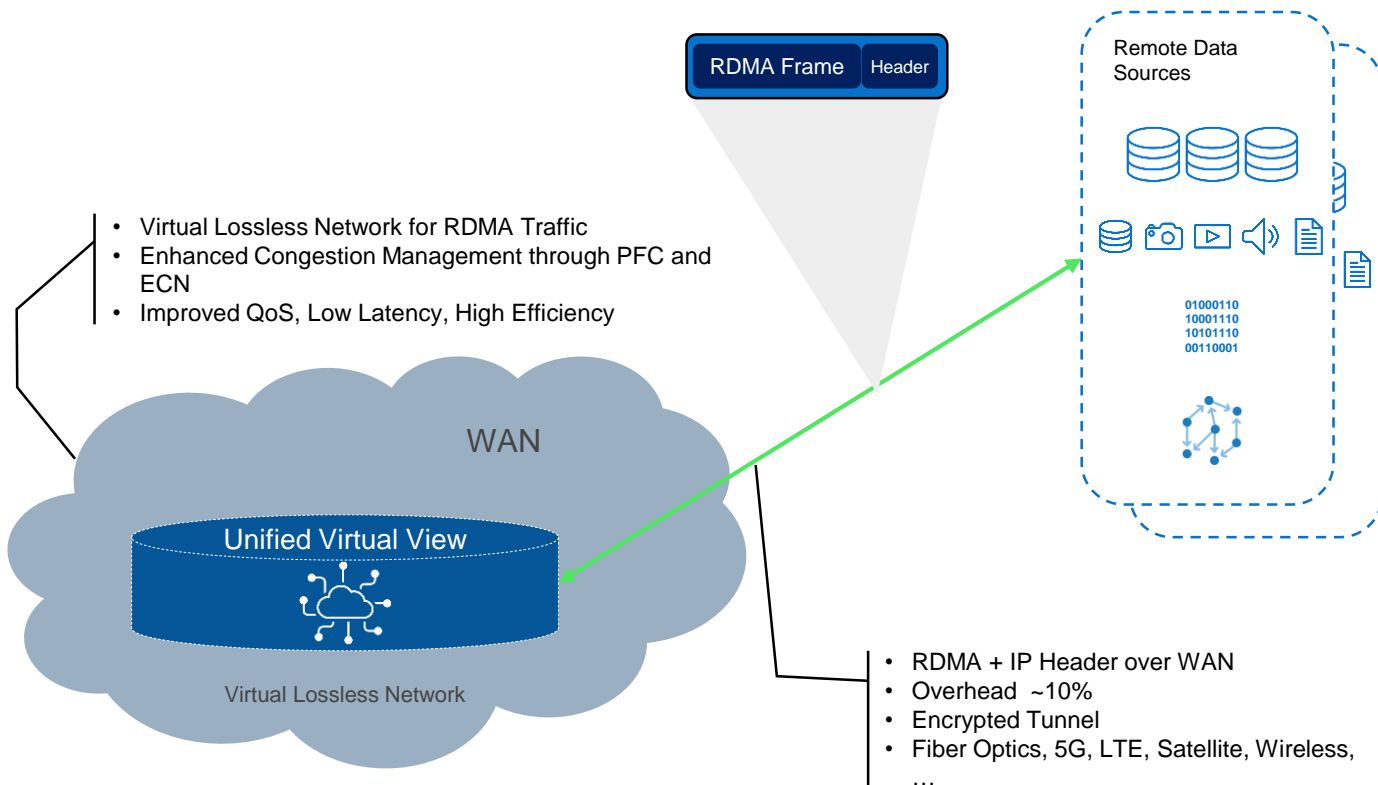 RDMA Frame
Header
Remote Data
Sources
01000110
10001110
10101110
00110001
• Virtual Lossless Network for RDMA Traffic
• Enhanced Congestion Management through PFC and
ECN
• Improved QoS, Low Latency, High Efficiency
WAN
Unified Virtual View
Virtual Lossless Network
• RDMA + IP Header over WAN
• Overhead ~10%
• Encrypted Tunnel
• Fiber Optics, 5G, LTE, Satellite, Wireless,
…